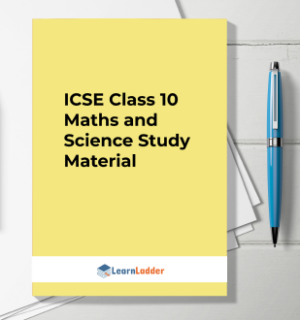 ICSE Class 10
Maths and
Science Study
Material
LearnLadder